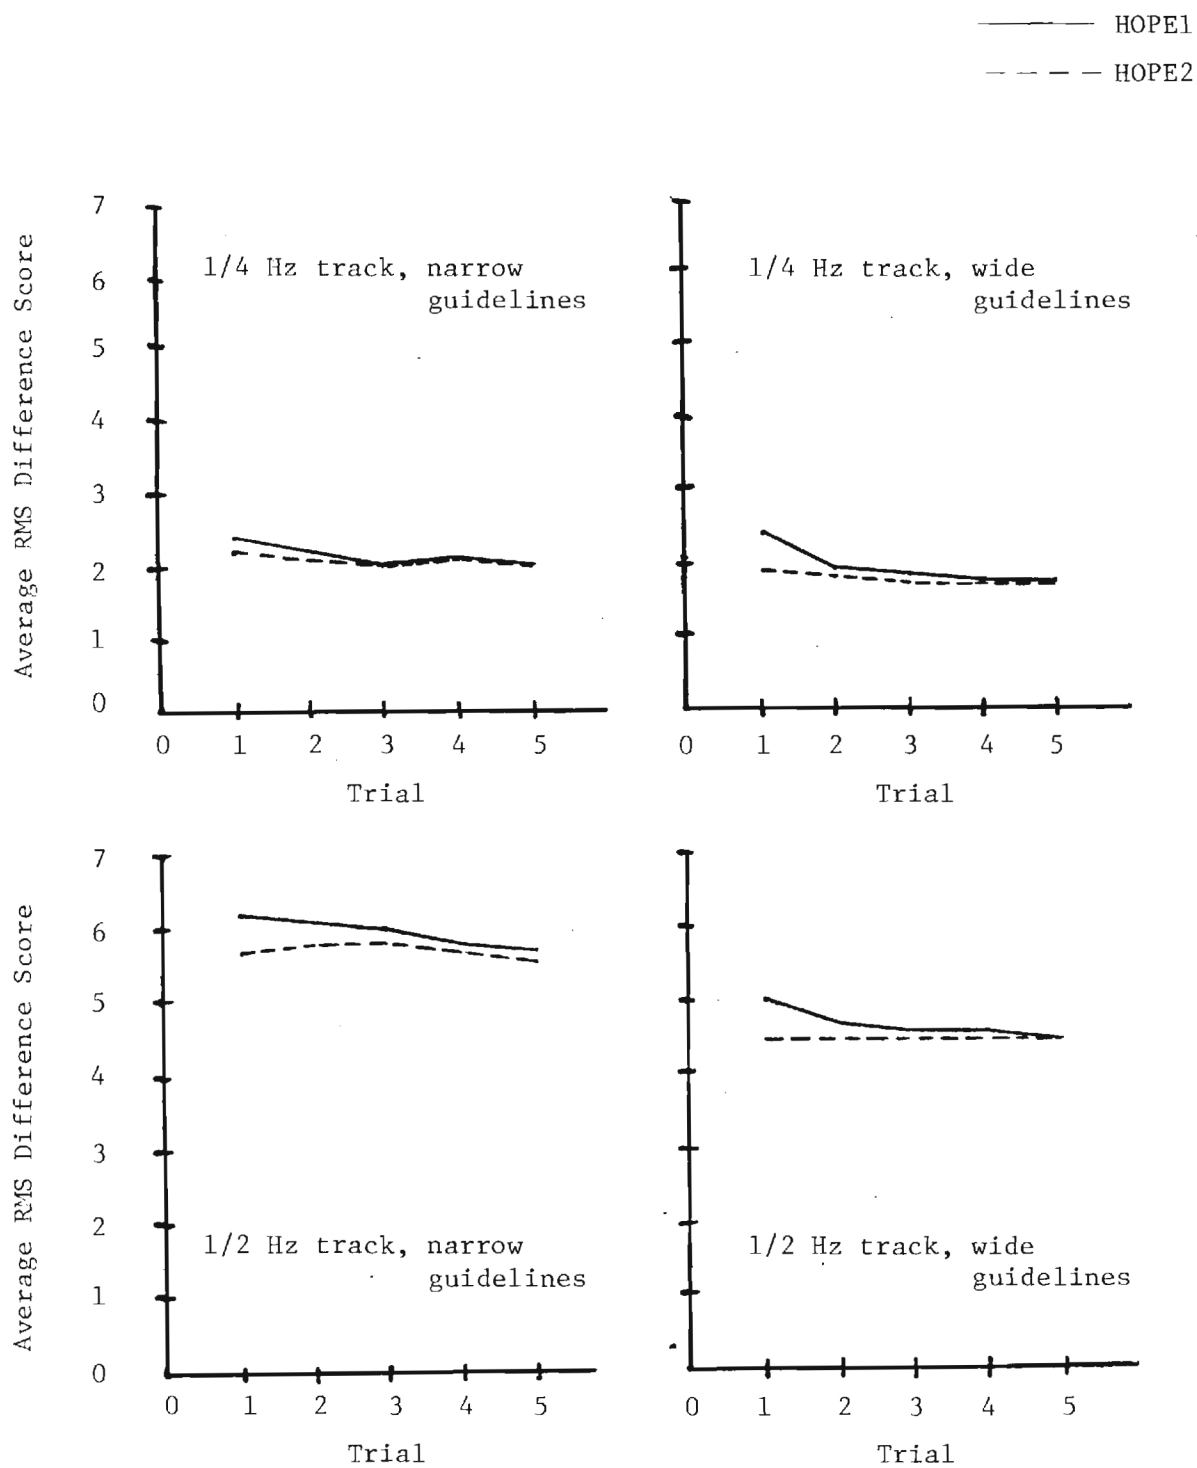 HOPE1
HOPE2
7
6
5
4
3
2
1
0
Average RMS Difference Score
1/4 Hz track, narrow
guidelines
0 1 2 3 4 5
Trial
1/4 Hz track, wide
guidelines
0 1 2 3 4 5
Trial
7
6
5
4
3
2
1
0
Average RMS Difference Score
1/2 Hz track, narrow
guidelines
0 1 2 3 4 5
Trial
1/2 Hz track, wide
guidelines
0 1 2 3 4 5
Trial